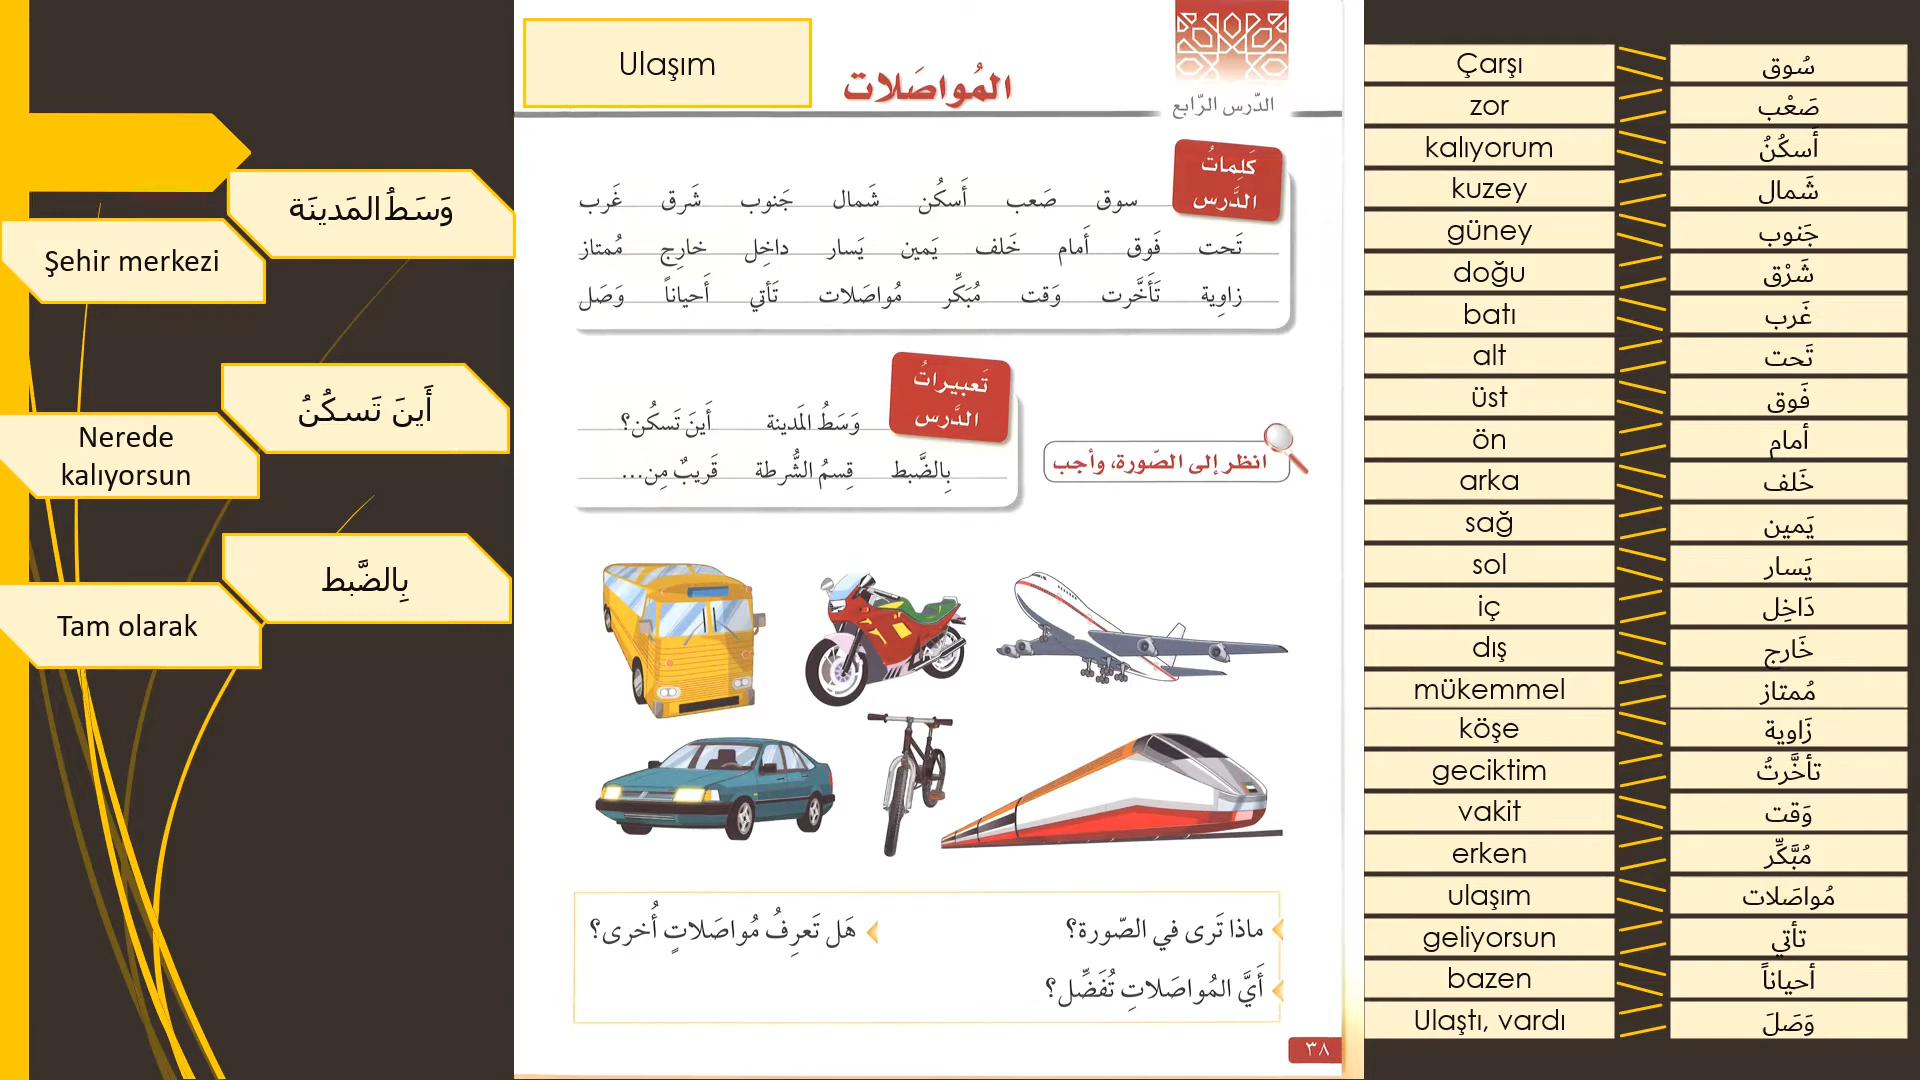 وَسَطُ المَدينَة
Şehir merkezi
أَينَ تَسكُنُ
Nerede
kalıyorsun
بِالضَّبط
Tam olarak
Ulaşım
المُواصَلات
الدّرس الرّابع
كَلِماتُ
الدَّرس
سوق صَعب أَسكُن شَمال جَنوب شَرق غَرب
تَحت فَوق أَمام خَلف يَمين يَسار داخِل خارِج مُمتاز
زاوِية تَأَخَّرت وَقت مُبَكِّر مُواصَلات تَأتي أَحياناً وَصَل
تَعبيراتُ
الدَّرس
وَسَطُ المَدينة أَينَ تَسكُن؟
بِالضَّبط قِسمُ الشُّرطة قَريبٌ مِن...
انظر إلى الصّورة، وأجب
ماذا تَرى في الصّورة؟
هَل تَعرِفُ مُواصَلاتٍ أُخرى؟
أَيَّ المُواصَلاتِ تُفَضِّل؟
٣٨
Çarşı سُوق
zor صَعْب
kalıyorum أَسكُنُ
kuzey شَمال
güney جَنوب
doğu شَرْق
batı غَرب
alt تَحت
üst فَوق
ön أمام
arka خَلف
sağ يَمين
sol يَسار
iç دَاخِل
dış خَارج
mükemmel مُمتاز
köşe زَاوية
geciktim تأخَّرتُ
vakit وَقت
erken مُبَّكِّر
ulaşım مُواصَلات
geliyorsun تأتي
bazen أحياناً
Ulaştı, vardı وَصَلَ